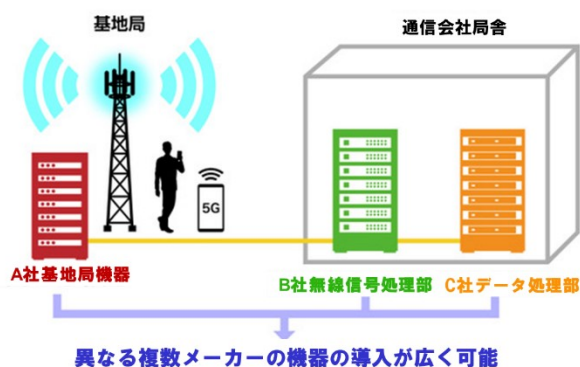 基地局
通信会社局舎
5G
A社基地局機器
B社無線信号処理部
C社データ処理部
異なる複数メーカーの機器の導入が広く可能